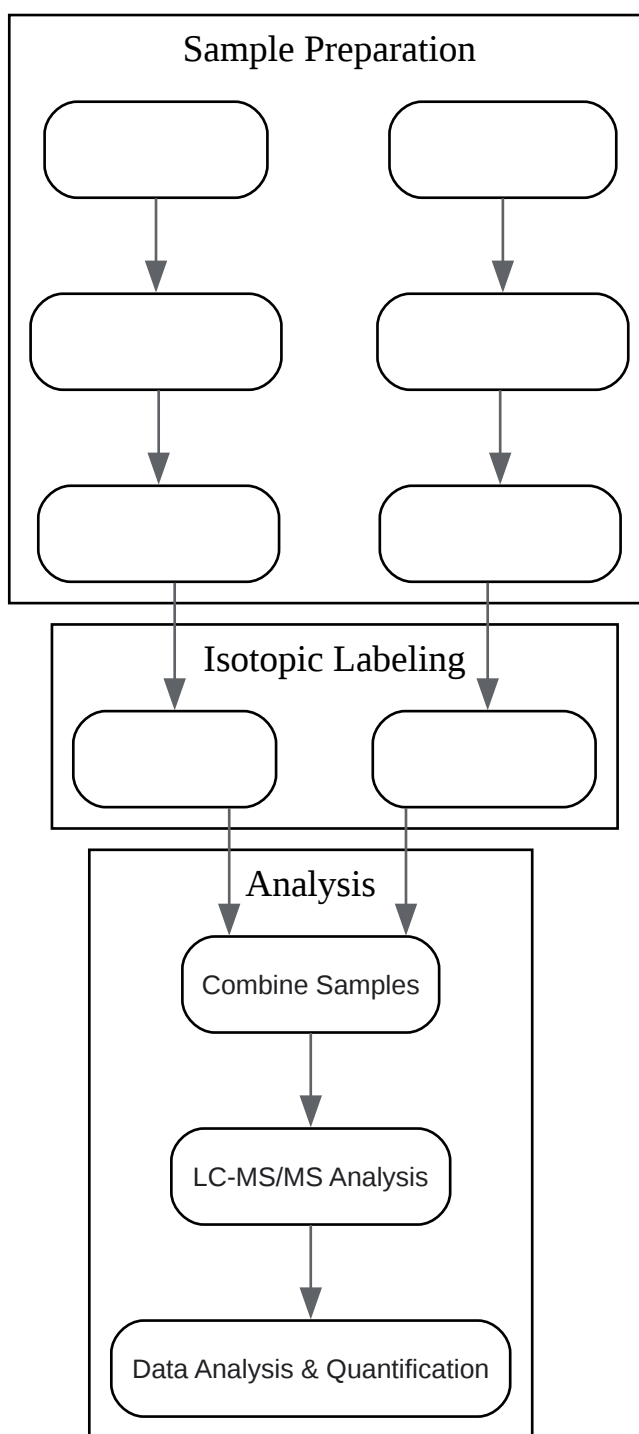 Sample Preparation
Isotopic Labeling
Analysis
Combine Samples
LC-MS/MS Analysis
Data Analysis & Quantification